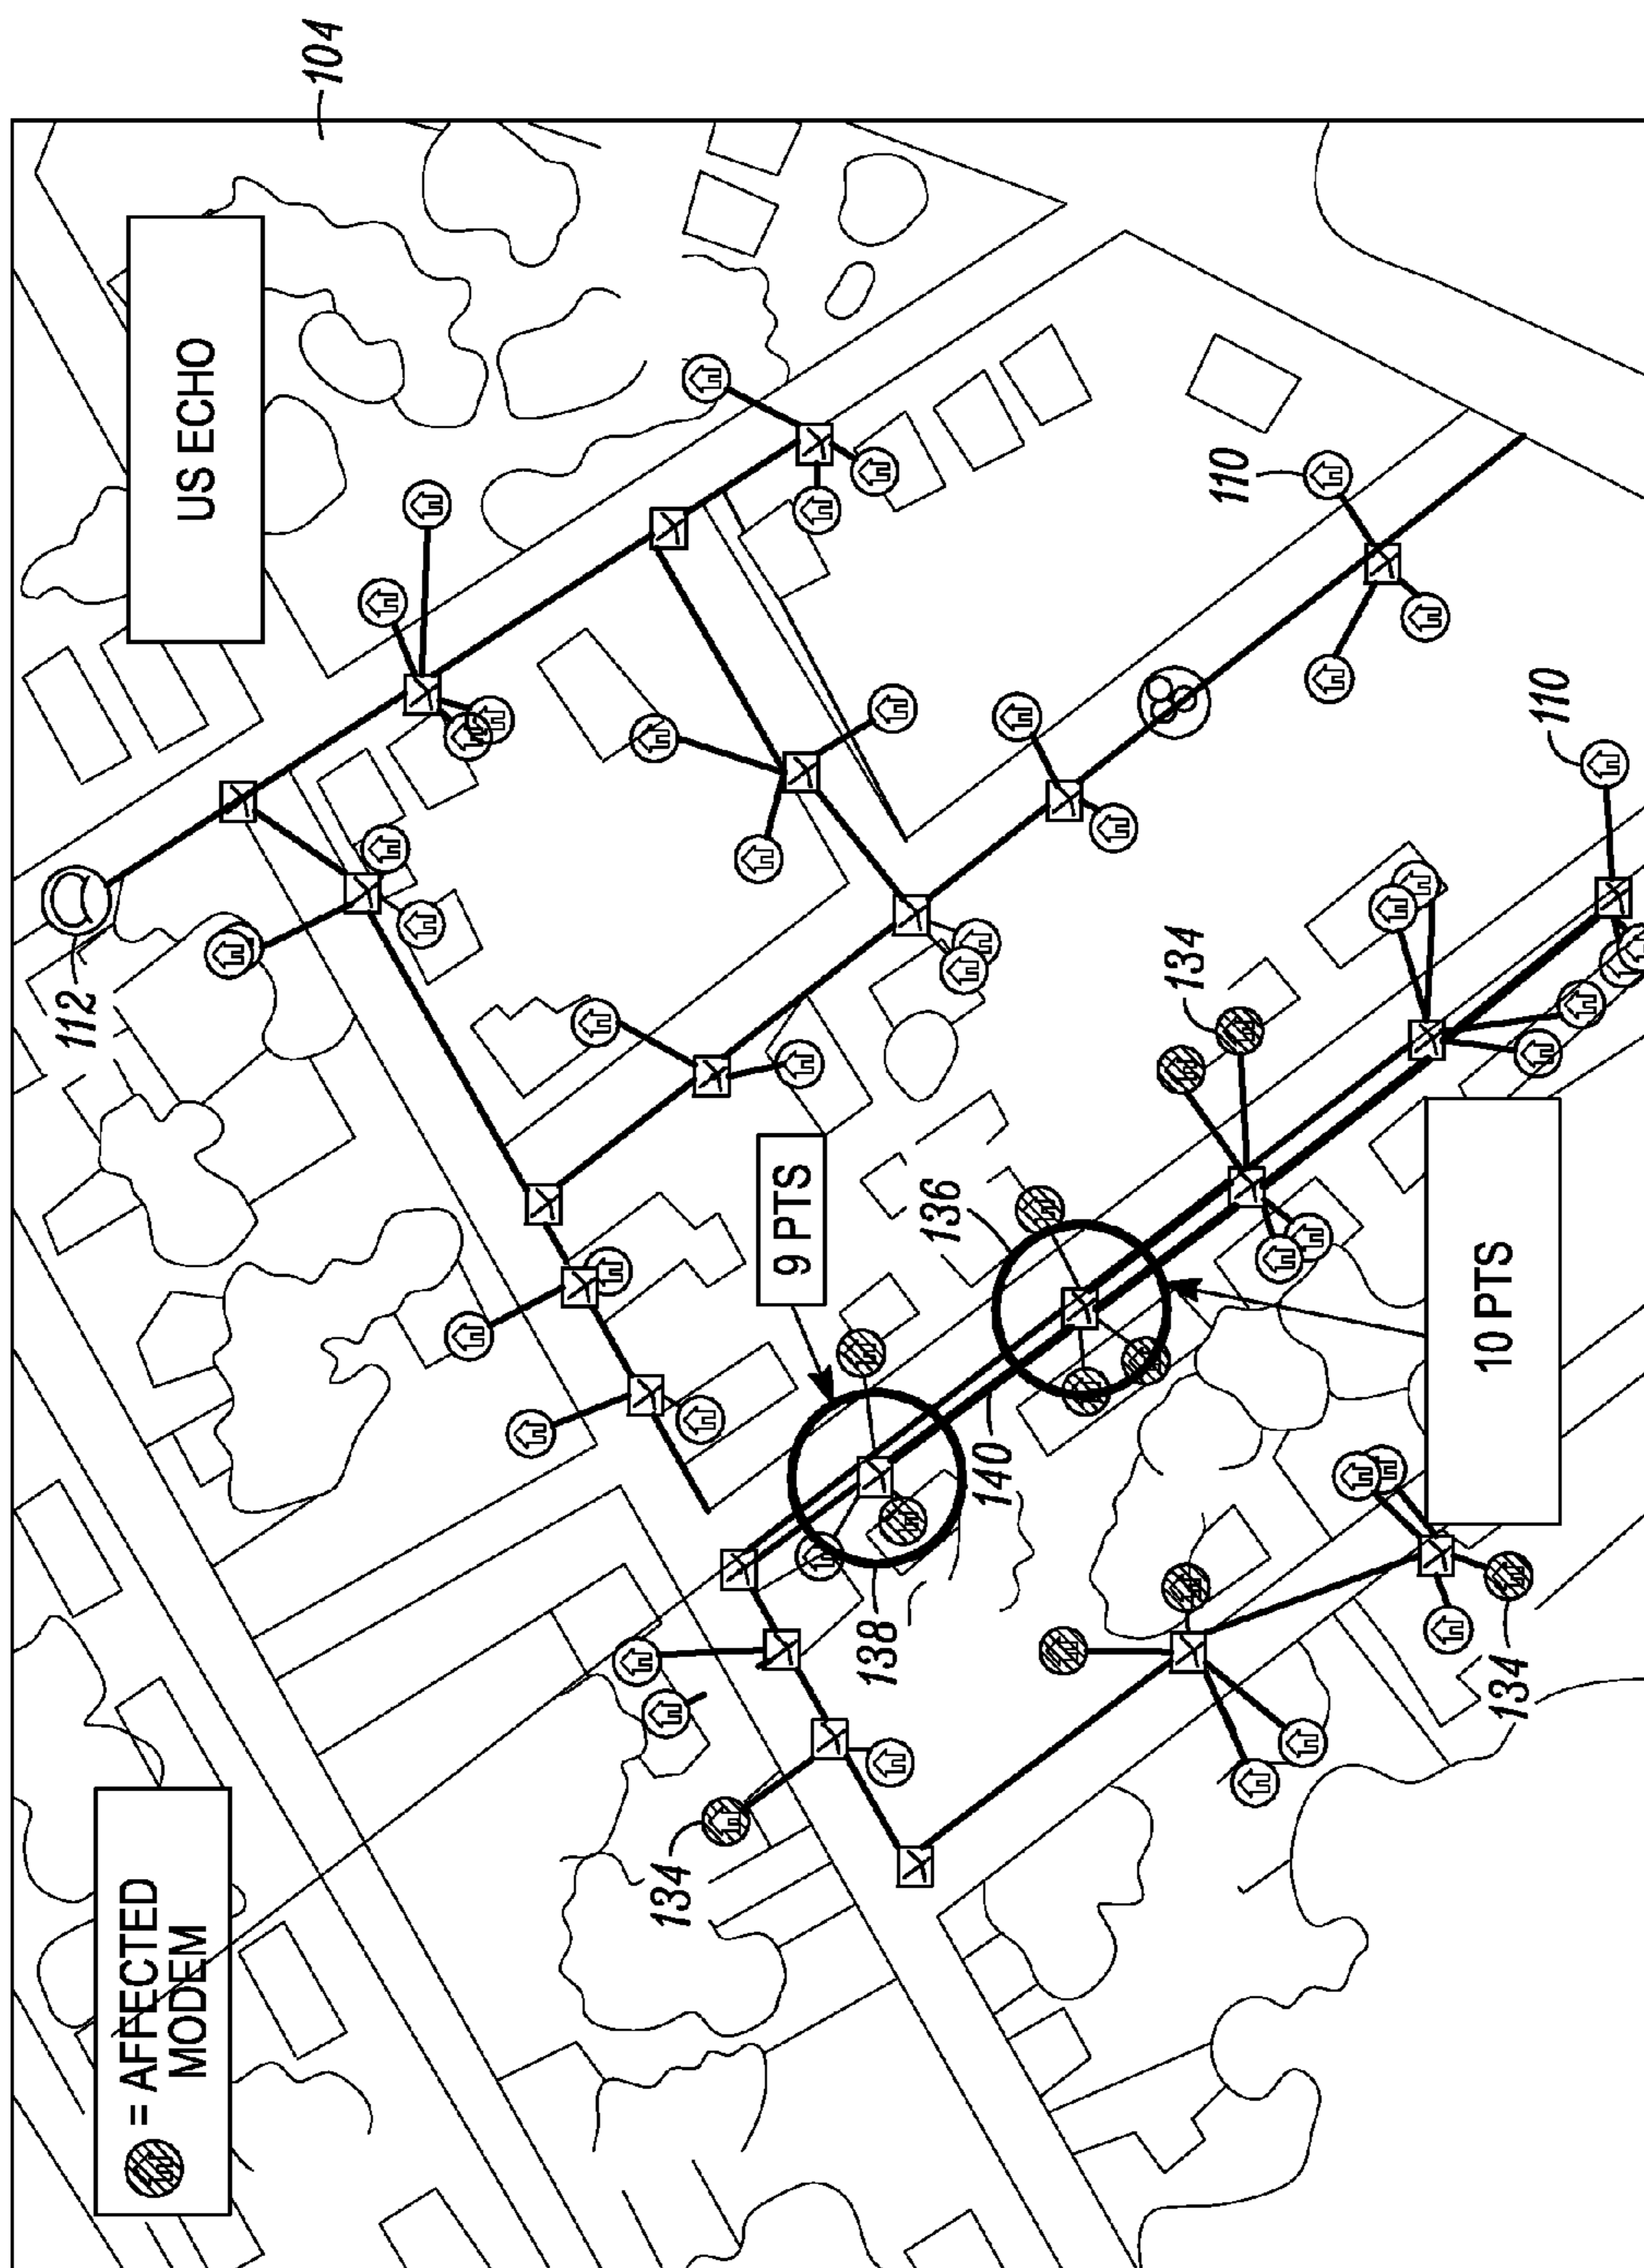 = AFFECTED
MODEM
US ECHO
104
112
110
110
134
9 PTS
136
10 PTS
140
138
134
134